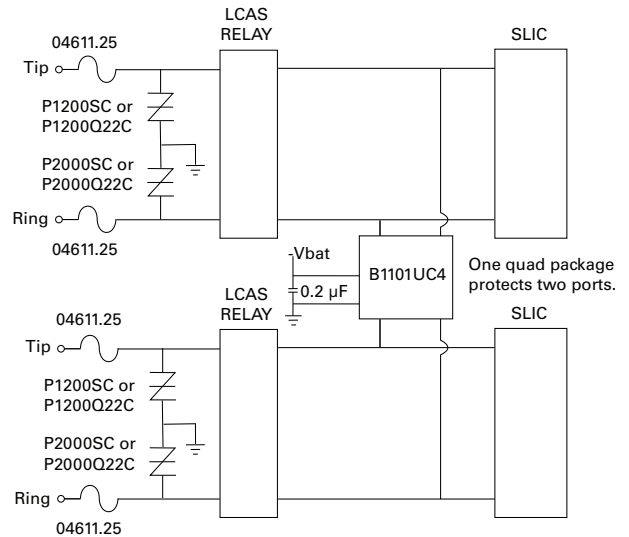 LCAS
RELAY
SLIC
04611.25
Tip
P1200SC or
P1200Q22C
P2000SC or
P2000Q22C
Ring
04611.25
-Vbat
B1101UC4
0.2 µF
One quad package
protects two ports.
LCAS
RELAY
SLIC
04611.25
Tip
P1200SC or
P1200Q22C
P2000SC or
P2000Q22C
Ring
04611.25